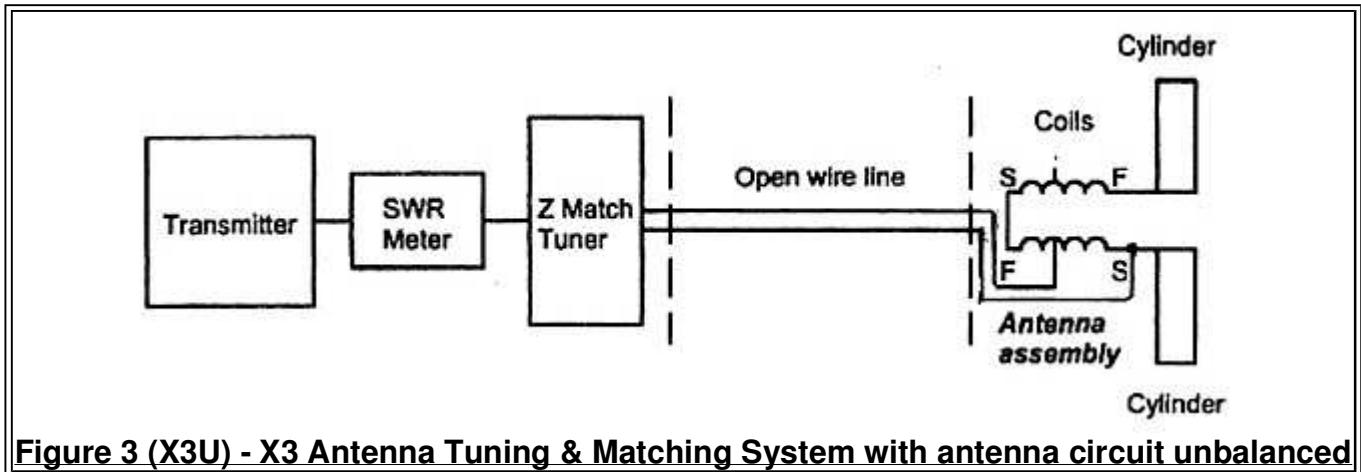 Cylinder
Coils
S F
Open wire line
Transmitter
SWR
Meter
Z Match
Tuner
F S
Antenna
assembly
Cylinder
Figure 3 (X3U) - X3 Antenna Tuning & Matching System with antenna circuit unbalanced